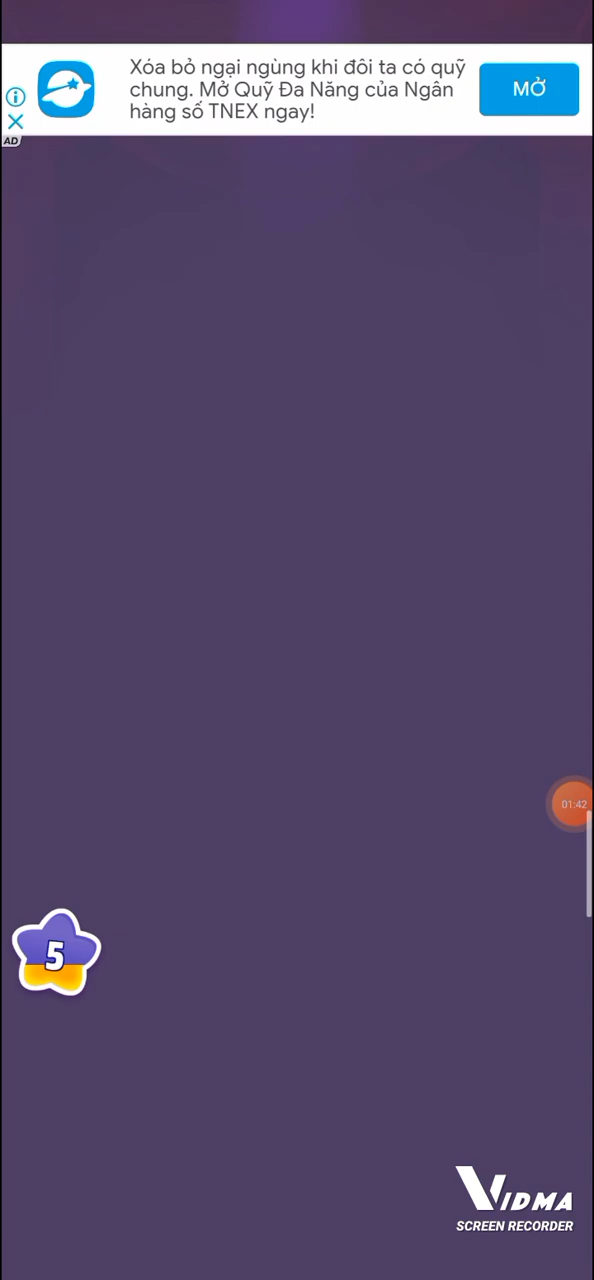 Xóa bỏ ngại ngùng khi đôi ta có quỹ
chung. Mở Quỹ Đa Năng của Ngân
hàng số TNEX ngay!
MỞ
AD
01:42
5
VIDMA
SCREEN RECORDER